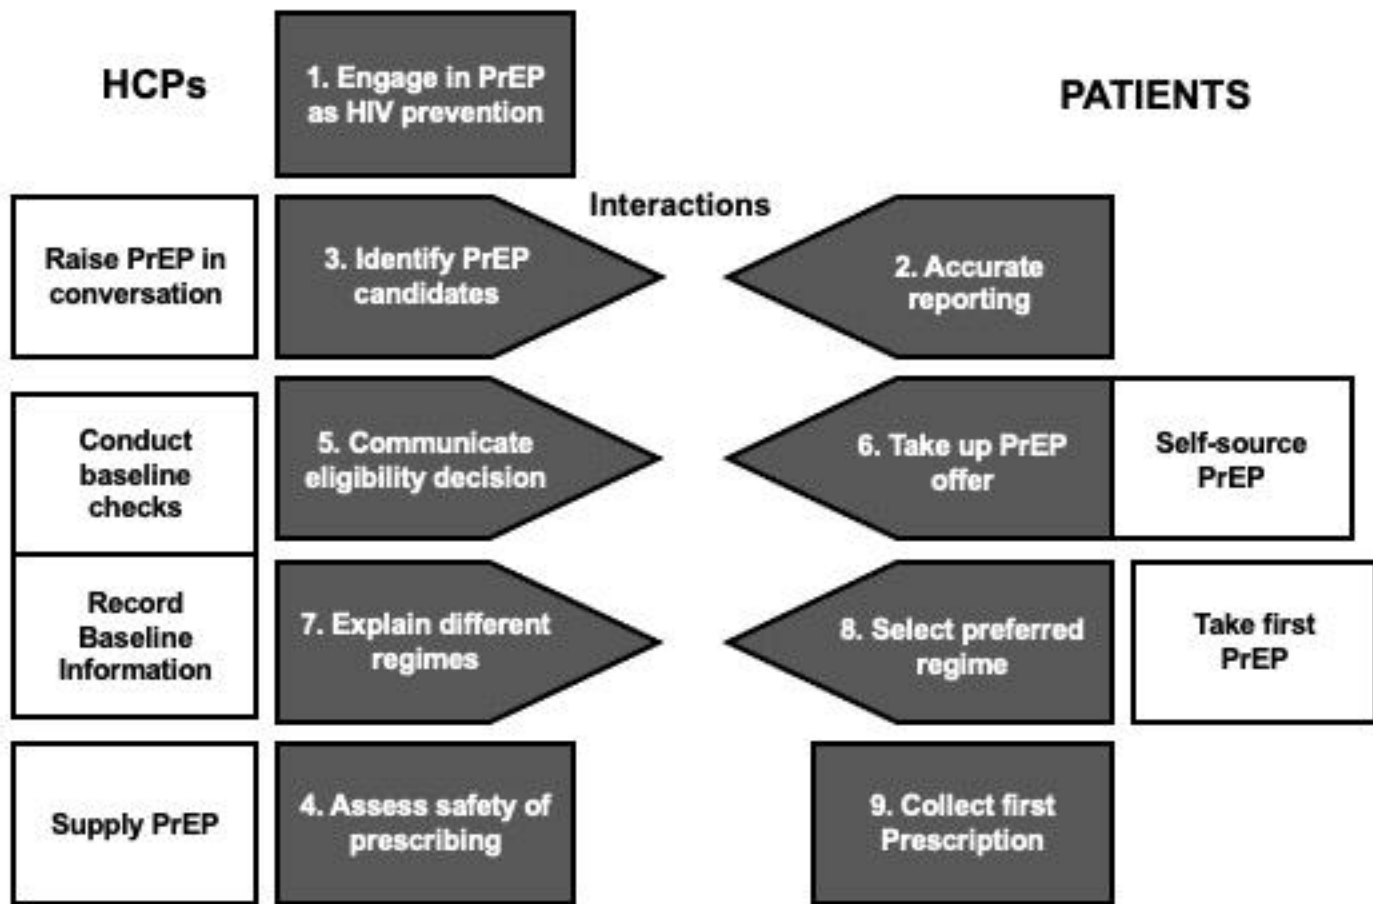 HCPs
1. Engage in PrEP
as HIV prevention
PATIENTS
Interactions
Raise PrEP in
conversation
3. Identify PrEP
candidates
2. Accurate
reporting
Conduct
baseline
checks
5. Communicate
eligibility decision
6. Take up PrEP
offer
Self-source
PrEP
Record
Baseline
Information
7. Explain different
regimes
8. Select preferred
regime
Take first
PrEP
Supply PrEP
4. Assess safety of
prescribing
9. Collect first
Prescription